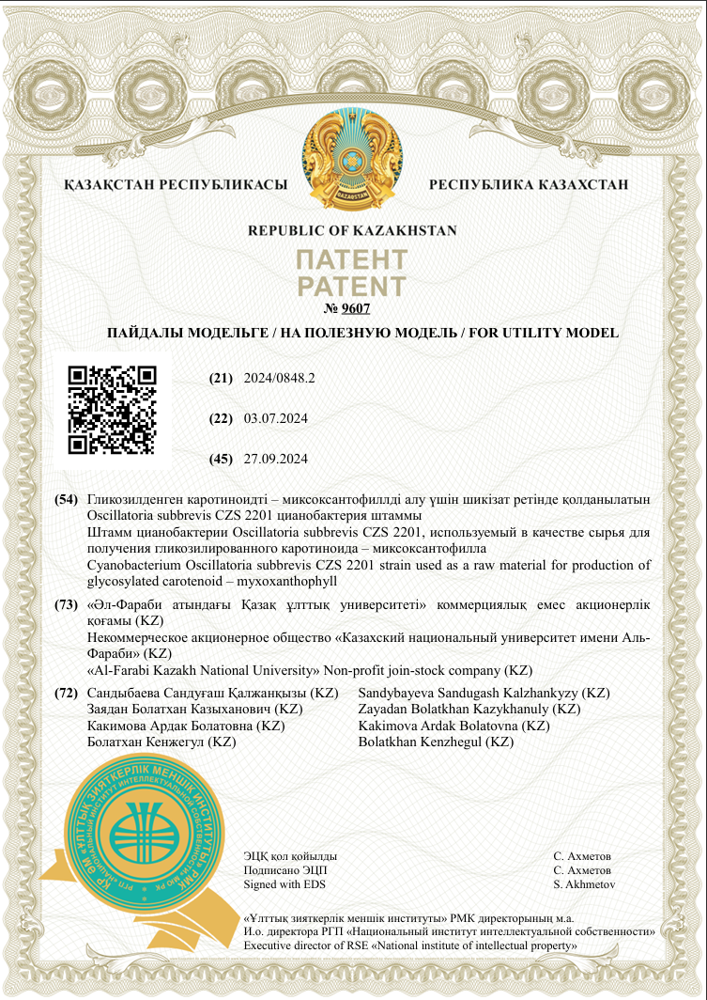 ҚАЗАҚСТАН РЕСПУБЛИКАСЫ
РЕСПУБЛИКА КАЗАХСТАН
QAZAQSTAN
REPUBLIC OF KAZAKHSTAN
ПАТЕНТ
PATENT
№ 9607
ПАЙДАЛЫ МОДЕЛЬГЕ / НА ПОЛЕЗНУЮ МОДЕЛЬ / FOR UTILITY MODEL
(21) 2024/0848.2
(22) 03.07.2024
(45) 27.09.2024
(54) Гликозилденген каротиноидті – миксоксантофиллді алу үшін шикізат ретінде қолданылатын
Oscillatoria subbrevis CZS 2201 цианобактерия штаммы
Штамм цианобактерии Oscillatoria subbrevis CZS 2201, используемый в качестве сырья для
получения гликозилированного каротиноида – миксоксантофилла
Cyanobacterium Oscillatoria subbrevis CZS 2201 strain used as a raw material for production of
glycosylated carotenoid – myxoxanthophyll
(73) «Әл-Фараби атындағы Қазақ ұлттық университеті» коммерциялық емес акционерлік
қоғамы (KZ)
Некоммерческое акционерное общество «Казахский национальный университет имени Аль-
Фараби» (KZ)
«Al-Farabi Kazakh National University» Non-profit join-stock company (KZ)
(72) Сандыбаева Сандуғаш Қалжанқызы (KZ) Sandybayeva Sandugash Kalzhankyzy (KZ)
Заядан Болатхан Казыханович (KZ) Zayadan Bolatkhan Kazykhanuly (KZ)
Какимова Ардак Болатовна (KZ) Kakimova Ardak Bolatovna (KZ)
Болатхан Кенжегул (KZ) Bolatkhan Kenzhegul (KZ)
ҚР ӘМ «ҰЛТТЫҚ ЗИЯТКЕРЛІК МЕНШІК ИНСТИТУТЫ» РМК
РГП «НАЦИОНАЛЬНЫЙ ИНСТИТУТ ИНТЕЛЛЕКТУАЛЬНОЙ СОБСТВЕННОСТИ» МЮ РК
ЭЦҚ қол қойылды С. Ахметов
Подписано ЭЦП С. Ахметов
Signed with EDS S. Akhmetov
«Ұлттық зияткерлік меншік институты» РМК директорының м.а.
И.о. директора РГП «Национальный институт интеллектуальной собственности»
Executive director of RSE «National institute of intellectual property»